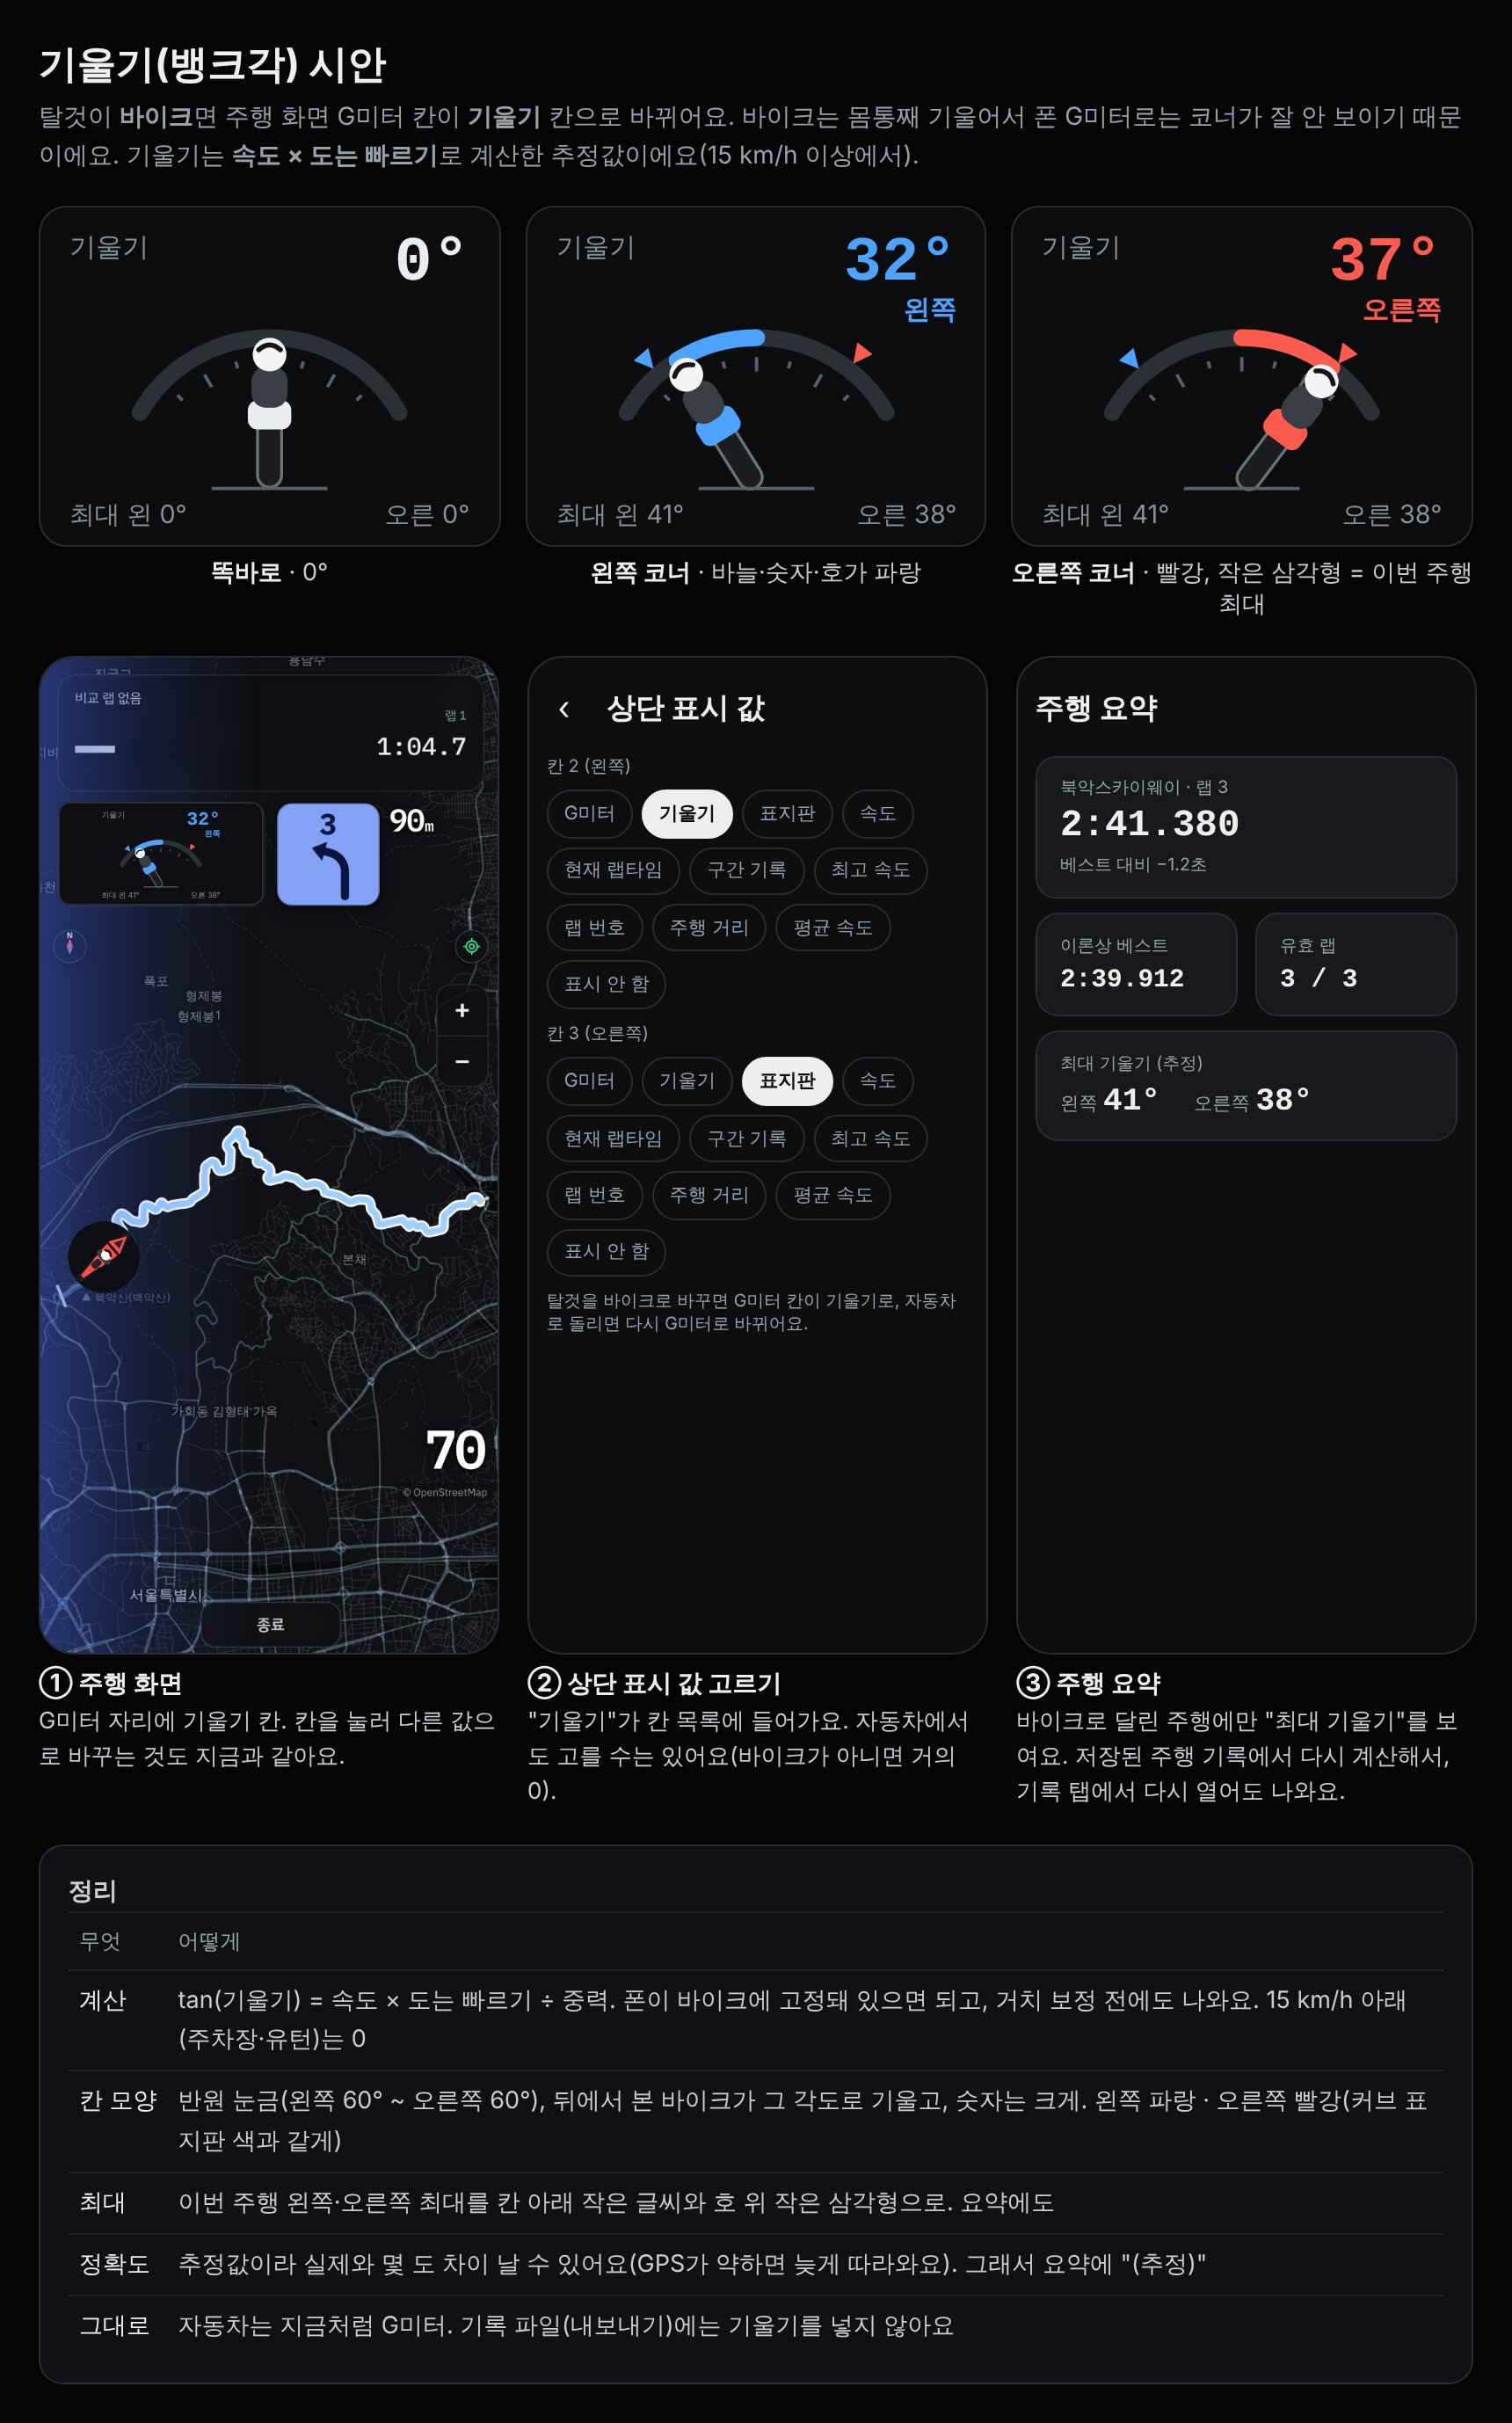 기울기(뱅크각) 시안
탈것이 바이크면 주행 화면 G미터 칸이 기울기 칸으로 바뀌어요. 바이크는 몸통째 기울어서 폰 G미터로는 코너가 잘 안 보이기 때문
이에요. 기울기는 속도 × 도는 빠르기로 계산한 추정값이에요(15 km/h 이상에서).
기울기
0°
최대 왼 0°
오른 0°
똑바로 · 0°
기울기
32°
왼쪽
최대 왼 41°
오른 38°
왼쪽 코너 · 바늘·숫자·호가 파랑
기울기
37°
오른쪽
최대 왼 41°
오른 38°
오른쪽 코너 · 빨강, 작은 삼각형 = 이번 주행
최대
비교 랩 없음
랩 1
1:04.7
기울기
32°
왼쪽
최대 왼 41°
오른 38°
3
90m
N
폭포
형제봉
형제봉1
+
−
본채
▲ 북악산(백악산)
가회동 김형태 가옥
70
© OpenStreetMap
서울특별시
종료
‹ 상단 표시 값
칸 2 (왼쪽)
G미터 기울기 표지판 속도
현재 랩타임 구간 기록 최고 속도
랩 번호 주행 거리 평균 속도
표시 안 함
칸 3 (오른쪽)
G미터 기울기 표지판 속도
현재 랩타임 구간 기록 최고 속도
랩 번호 주행 거리 평균 속도
표시 안 함
탈것을 바이크로 바꾸면 G미터 칸이 기울기로, 자동차
로 돌리면 다시 G미터로 바뀌어요.
주행 요약
북악스카이웨이 · 랩 3
2:41.380
베스트 대비 −1.2초
이론상 베스트
2:39.912
유효 랩
3 / 3
최대 기울기 (추정)
왼쪽 41° 오른쪽 38°
① 주행 화면
G미터 자리에 기울기 칸. 칸을 눌러 다른 값으
로 바꾸는 것도 지금과 같아요.
② 상단 표시 값 고르기
"기울기"가 칸 목록에 들어가요. 자동차에서
도 고를 수는 있어요(바이크가 아니면 거의
0).
③ 주행 요약
바이크로 달린 주행에만 "최대 기울기"를 보
여요. 저장된 주행 기록에서 다시 계산해서,
기록 탭에서 다시 열어도 나와요.
정리
무엇 어떻게
계산 tan(기울기) = 속도 × 도는 빠르기 ÷ 중력. 폰이 바이크에 고정돼 있으면 되고, 거치 보정 전에도 나와요. 15 km/h 아래
(주차장·유턴)는 0
칸 모양 반원 눈금(왼쪽 60° ~ 오른쪽 60°), 뒤에서 본 바이크가 그 각도로 기울고, 숫자는 크게. 왼쪽 파랑 · 오른쪽 빨강(커브 표
지판 색과 같게)
최대 이번 주행 왼쪽·오른쪽 최대를 칸 아래 작은 글씨와 호 위 작은 삼각형으로. 요약에도
정확도 추정값이라 실제와 몇 도 차이 날 수 있어요(GPS가 약하면 늦게 따라와요). 그래서 요약에 "(추정)"
그대로 자동차는 지금처럼 G미터. 기록 파일(내보내기)에는 기울기를 넣지 않아요